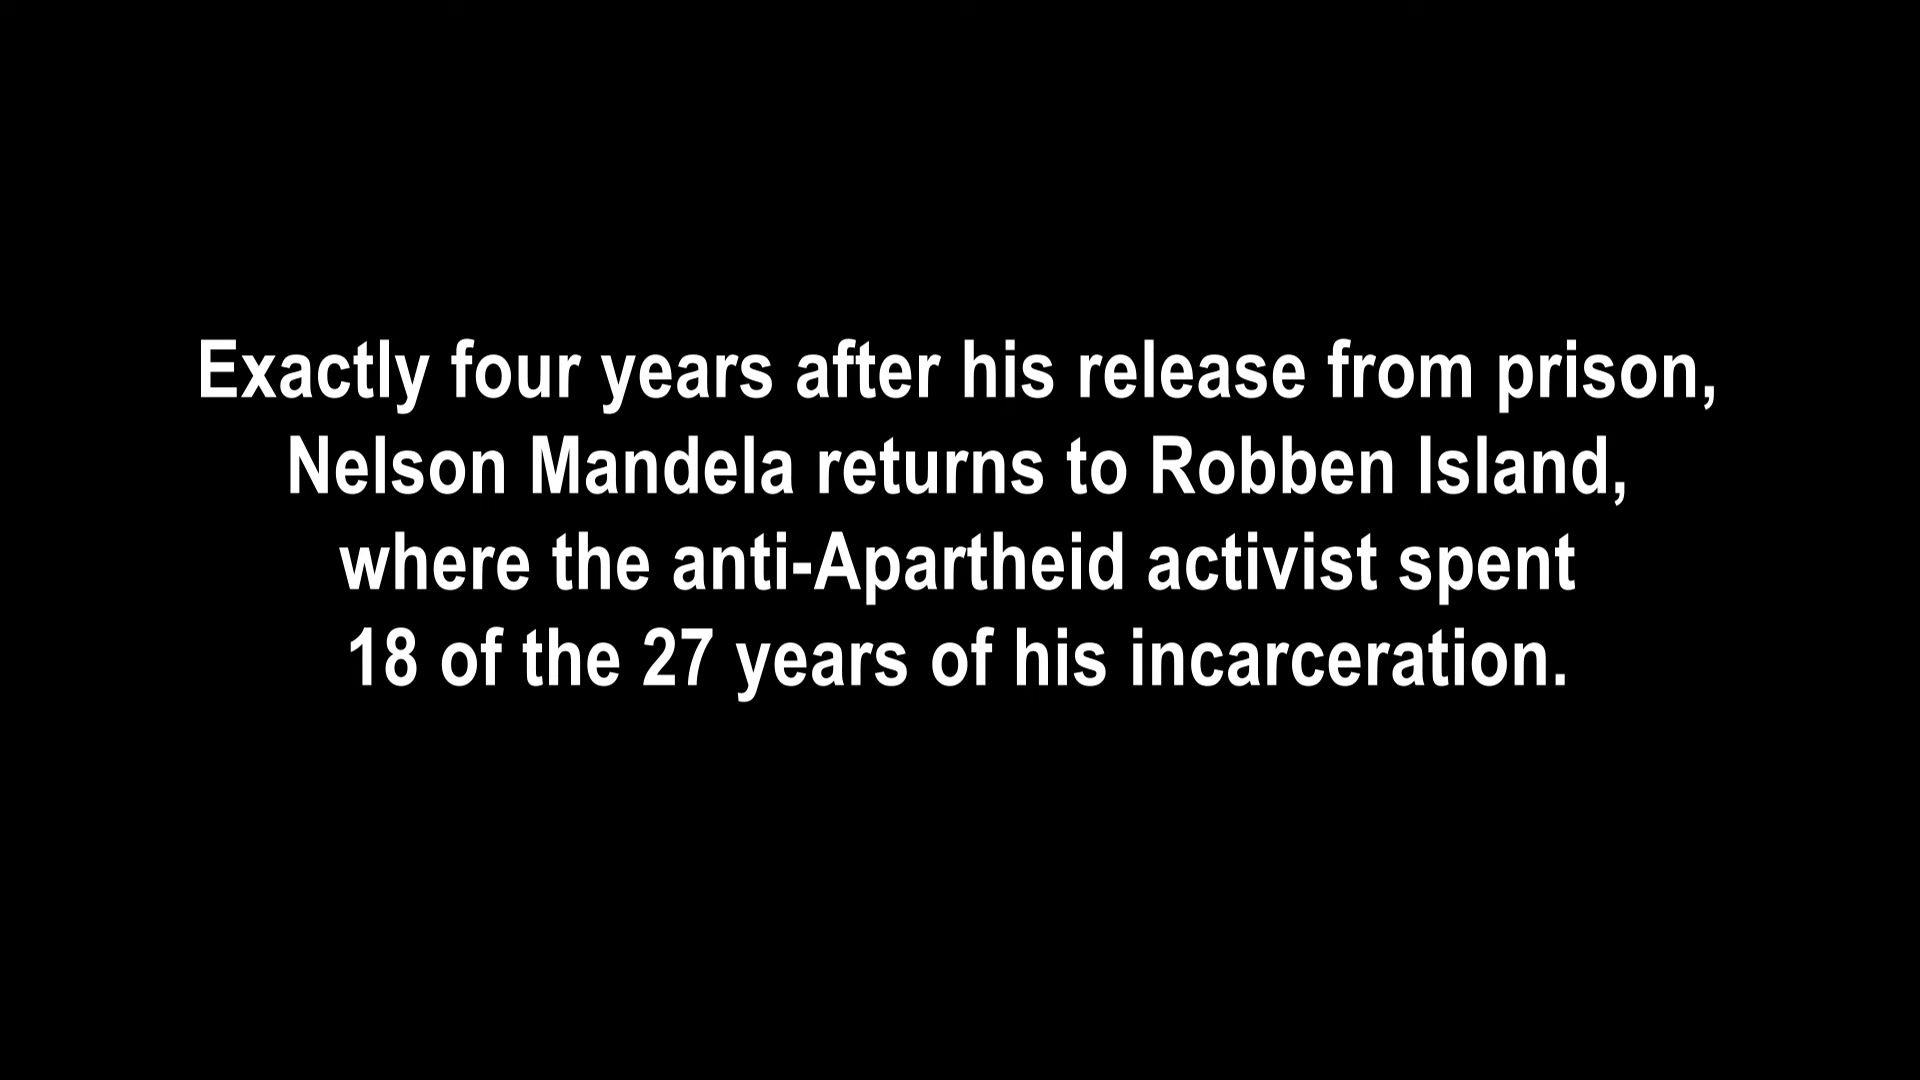 Exactly four years after his release from prison,
Nelson Mandela returns to Robben Island,
where the anti-Apartheid activist spent
18 of the 27 years of his incarceration.